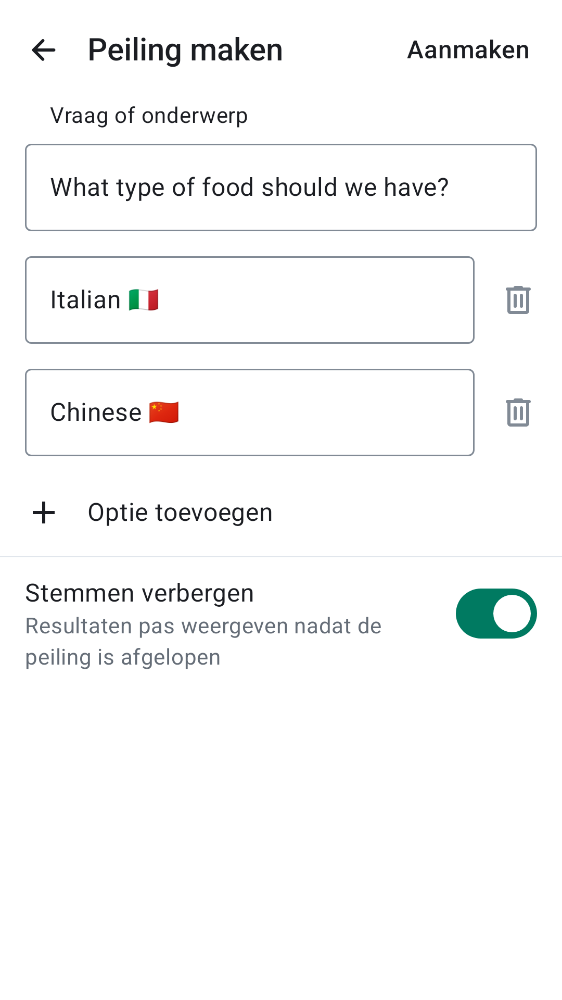 Peiling maken
Aanmaken
Vraag of onderwerp
What type of food should we have?
Italian 🇮🇹
Chinese 🇨🇳
Optie toevoegen
Stemmen verbergen
Resultaten pas weergeven nadat de
peiling is afgelopen